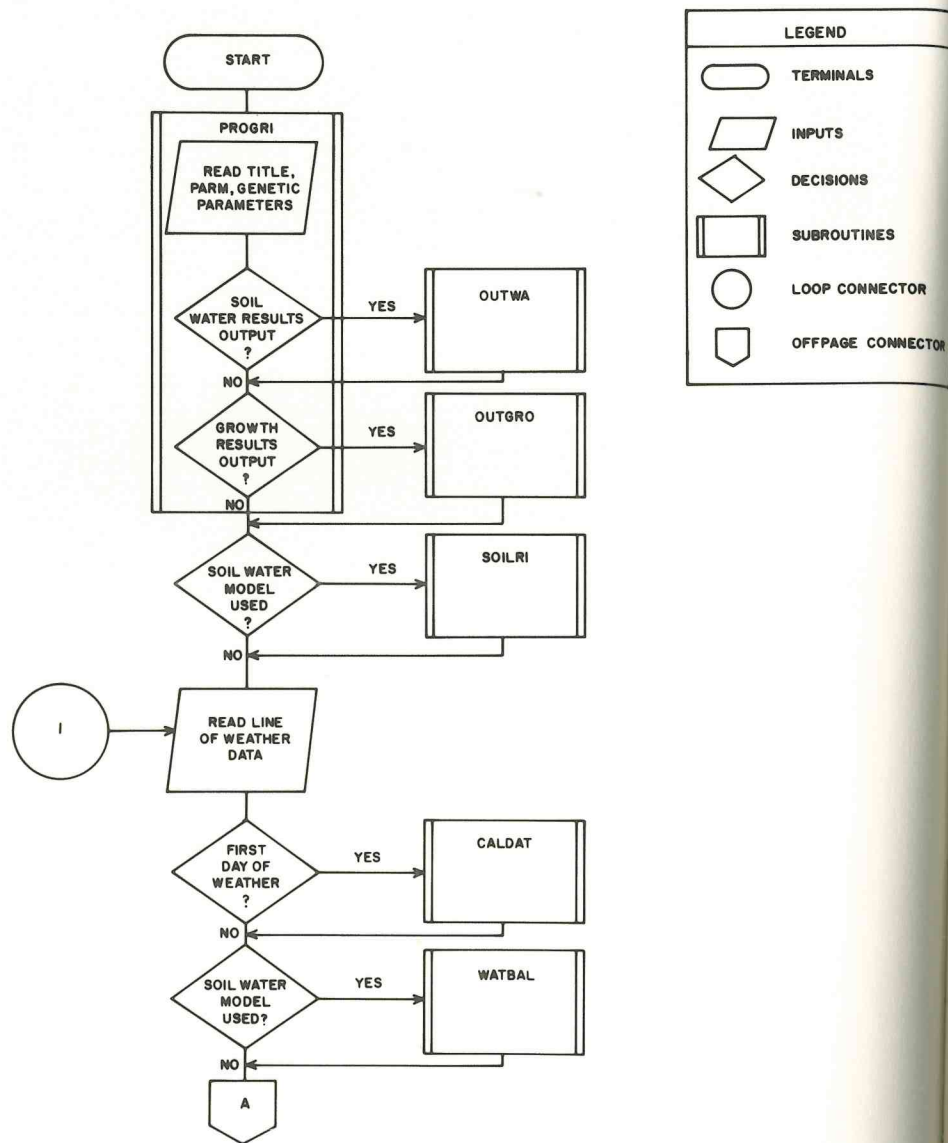 START
PROGRI
READ TITLE,
PARM, GENETIC
PARAMETERS
SOIL
WATER RESULTS
OUTPUT
?
YES
OUTWA
NO
GROWTH
RESULTS
OUTPUT
?
YES
OUTGRO
NO
SOIL WATER
MODEL
USED
?
YES
SOILRI
NO
I
READ LINE
OF WEATHER
DATA
FIRST
DAY OF
WEATHER
?
YES
CALDAT
NO
SOIL WATER
MODEL
USED?
YES
WATBAL
NO
A
LEGEND
TERMINALS
INPUTS
DECISIONS
SUBROUTINES
LOOP CONNECTOR
OFFPAGE CONNECTOR